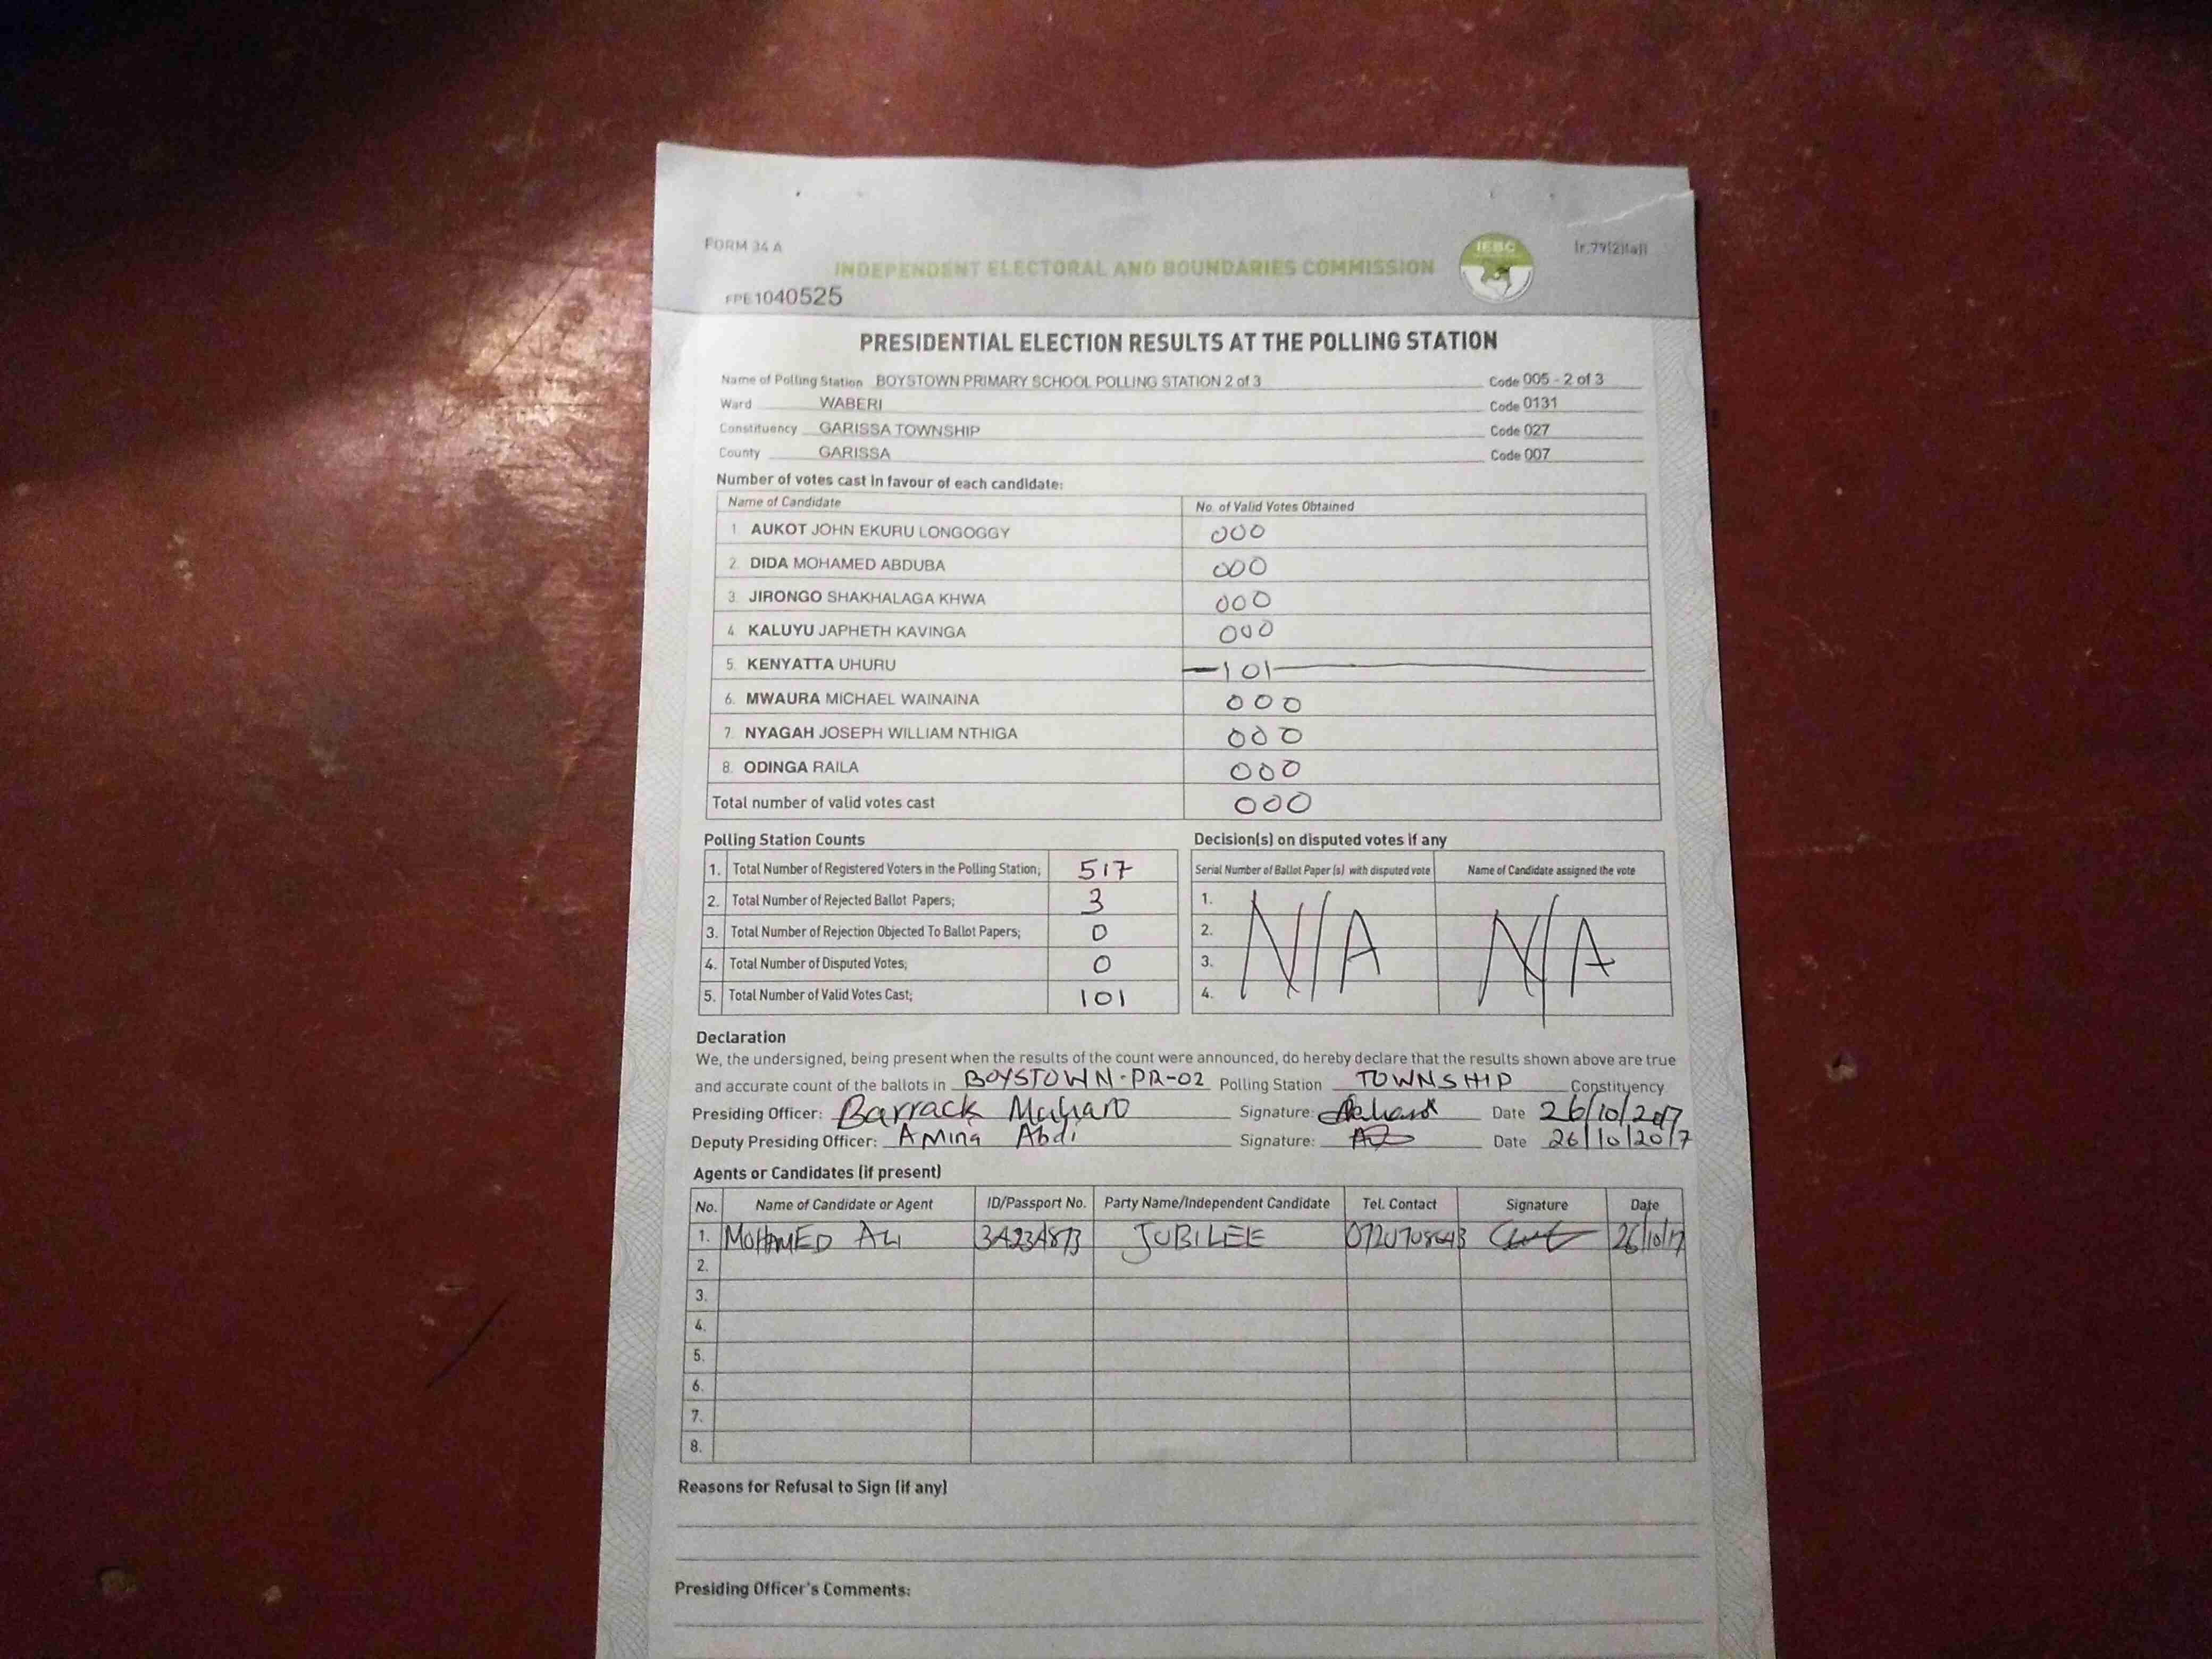 FORM 34 A
(r.79(2)(a))
INDEPENDENT ELECTORAL AND BOUNDARIES COMMISSION
IEBC
FPE1040525
PRESIDENTIAL ELECTION RESULTS AT THE POLLING STATION
Name of Polling Station BOYSTOWN PRIMARY SCHOOL POLLING STATION 2 of 3 Code 005 - 2 of 3
Ward WABERI Code 0131
Constituency GARISSA TOWNSHIP Code 027
County GARISSA Code 007
Number of votes cast in favour of each candidate:
Name of Candidate No. of Valid Votes Obtained
1. AUKOT JOHN EKURU LONGOGGY 000
2. DIDA MOHAMED ABDUBA 000
3. JIRONGO SHAKHALAGA KHWA 000
4. KALUYU JAPHETH KAVINGA 000
5. KENYATTA UHURU 101
6. MWAURA MICHAEL WAINAINA 000
7. NYAGAH JOSEPH WILLIAM NTHIGA 000
8. ODINGA RAILA 000
Total number of valid votes cast 000
Polling Station Counts
1. Total Number of Registered Voters in the Polling Station; 517
2. Total Number of Rejected Ballot Papers; 3
3. Total Number of Rejection Objected To Ballot Papers; 0
4. Total Number of Disputed Votes; 0
5. Total Number of Valid Votes Cast; 101
Decision(s) on disputed votes if any
Serial Number of Ballot Paper (s) with disputed vote Name of Candidate assigned the vote
1.
2.
3.
4.
N/A N/A
Declaration
We, the undersigned, being present when the results of the count were announced, do hereby declare that the results shown above are true
and accurate count of the ballots in BOYSTOWN-PR-02 Polling Station TOWNSHIP Constituency
Presiding Officer: Barrack Signature: Date 26/10/2017
Deputy Presiding Officer: Amina Abdi Signature: Date 26/10/2017
Agents or Candidates (if present)
No. Name of Candidate or Agent ID/Passport No. Party Name/Independent Candidate Tel. Contact Signature Date
1. MOHAMED ALI JUBILEE 26/10/17
2.
3.
4.
5.
6.
7.
8.
Reasons for Refusal to Sign (if any)
Presiding Officer's Comments: